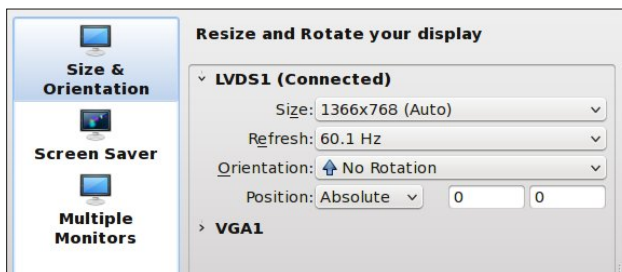 Size &
Orientation
Screen Saver
Multiple
Monitors
Resize and Rotate your display
LVDS1 (Connected)
Size: 1366x768 (Auto)
Refresh: 60.1 Hz
Orientation: No Rotation
Position: Absolute 0 0
VGA1